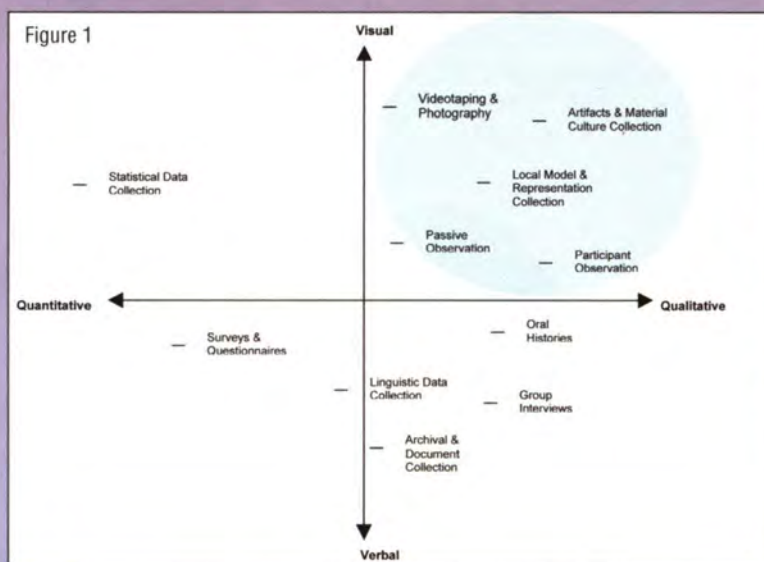 Figure 1
Visual
Videotaping &
Photography
Artifacts & Material
Culture Collection
Statistical Data
Collection
Local Model &
Representation
Collection
Passive
Observation
Participant
Observation
Quantitative
Qualitative
Surveys &
Questionnaires
Oral
Histories
Linguistic Data
Collection
Group
Interviews
Archival &
Document
Collection
Verbal